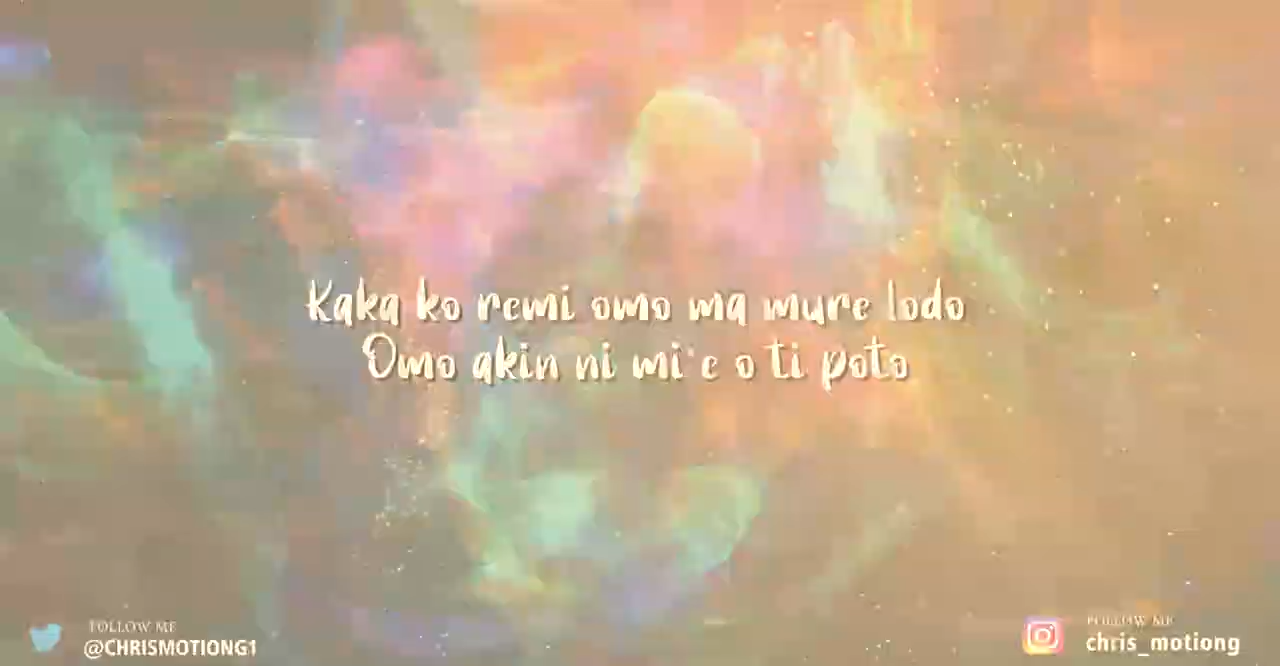 Kaka ko remi omo ma mure lodo
Omo akin ni mi'e o ti poto
FOLLOW ME
@CHRISMOTIONG1
FOLLOW ME
chris_motiong